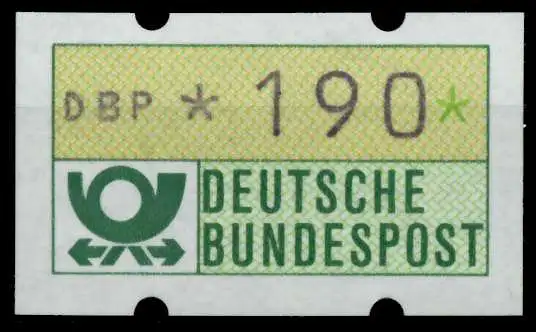 DBP * 190*
DEUTSCHE
BUNDESPOST